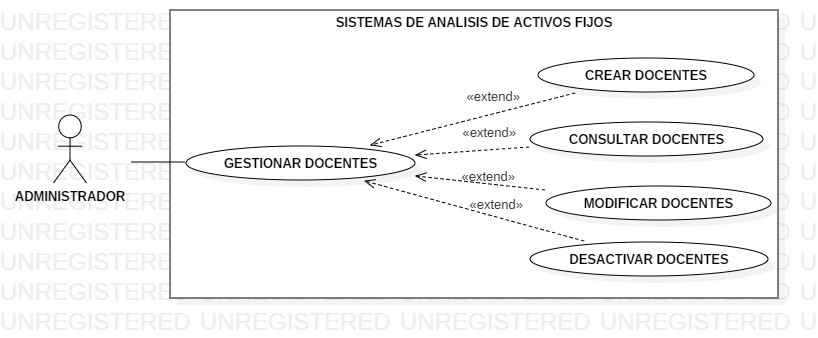 SISTEMAS DE ANALISIS DE ACTIVOS FIJOS
CREAR DOCENTES
«extend»
«extend»
CONSULTAR DOCENTES
GESTIONAR DOCENTES
«extend»
ADMINISTRADOR
MODIFICAR DOCENTES
«extend»
DESACTIVAR DOCENTES
UNREGISTERED UNREGISTERED UNREGISTERED UNREGISTERED U